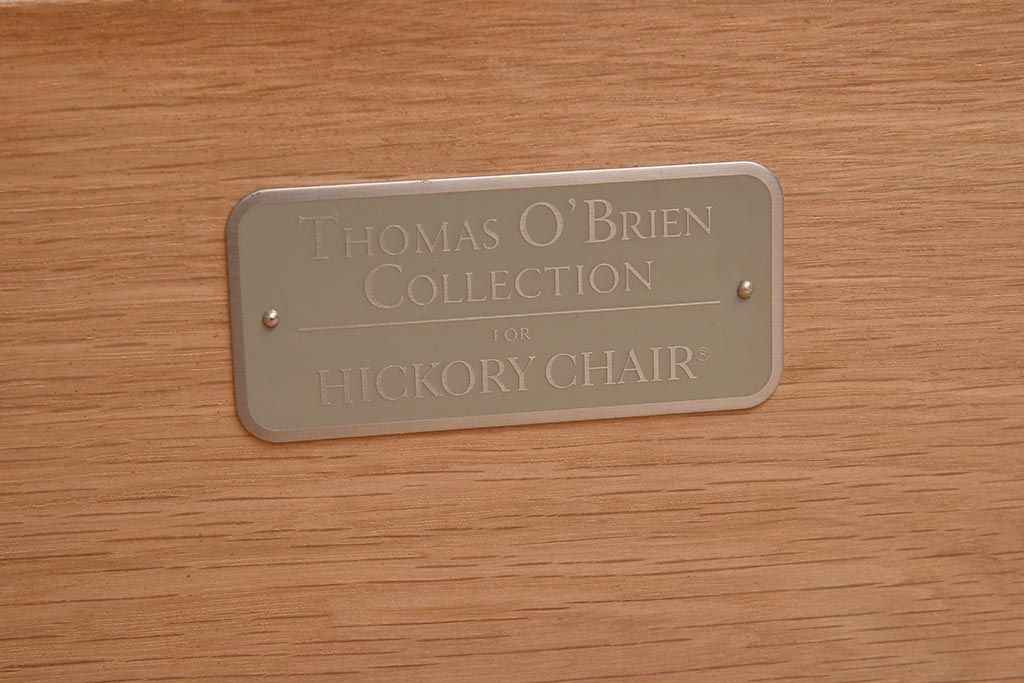 THOMAS O'BRIEN
COLLECTION
FOR
HICKORY CHAIR®